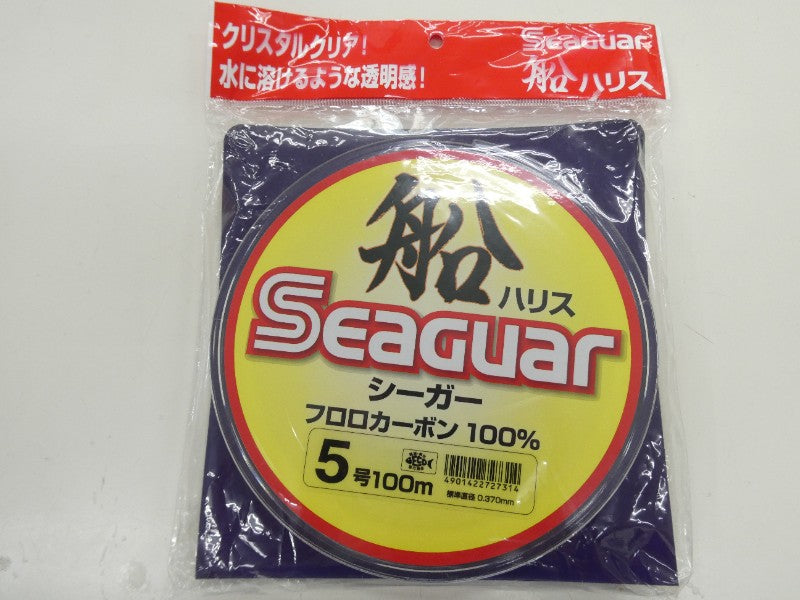 クリスタルクリア!
水に溶けるような透明感!
Seaguar
船ハリス
船
ハリス
Seaguar
シーガー
フロロカーボン 100%
5号100m
4901422727314
標準直径 0.370mm